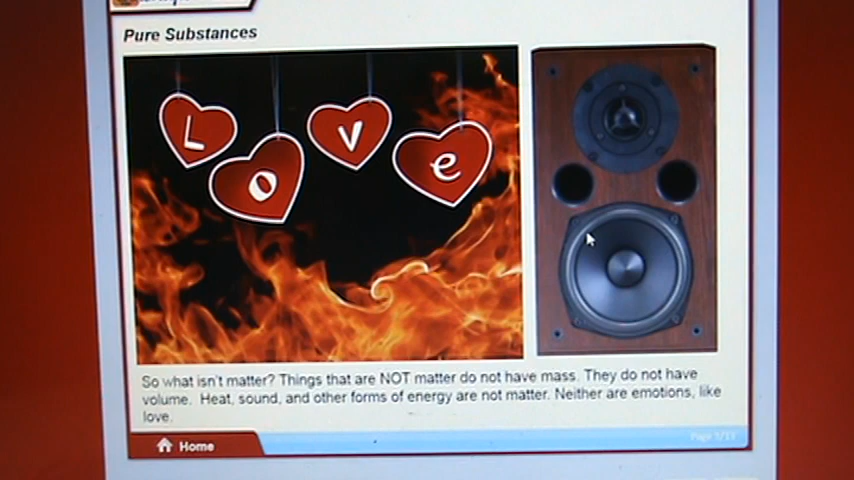 Pure Substances
L o v e
So what isn't matter? Things that are NOT matter do not have mass. They do not have
volume. Heat, sound, and other forms of energy are not matter. Neither are emotions, like
love.
Home